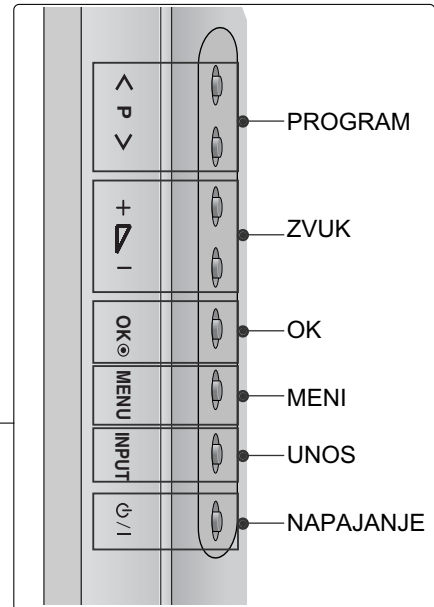 < P >
PROGRAM
+ -
ZVUK
OK
OK
MENU
MENI
INPUT
UNOS
/ I
NAPAJANJE